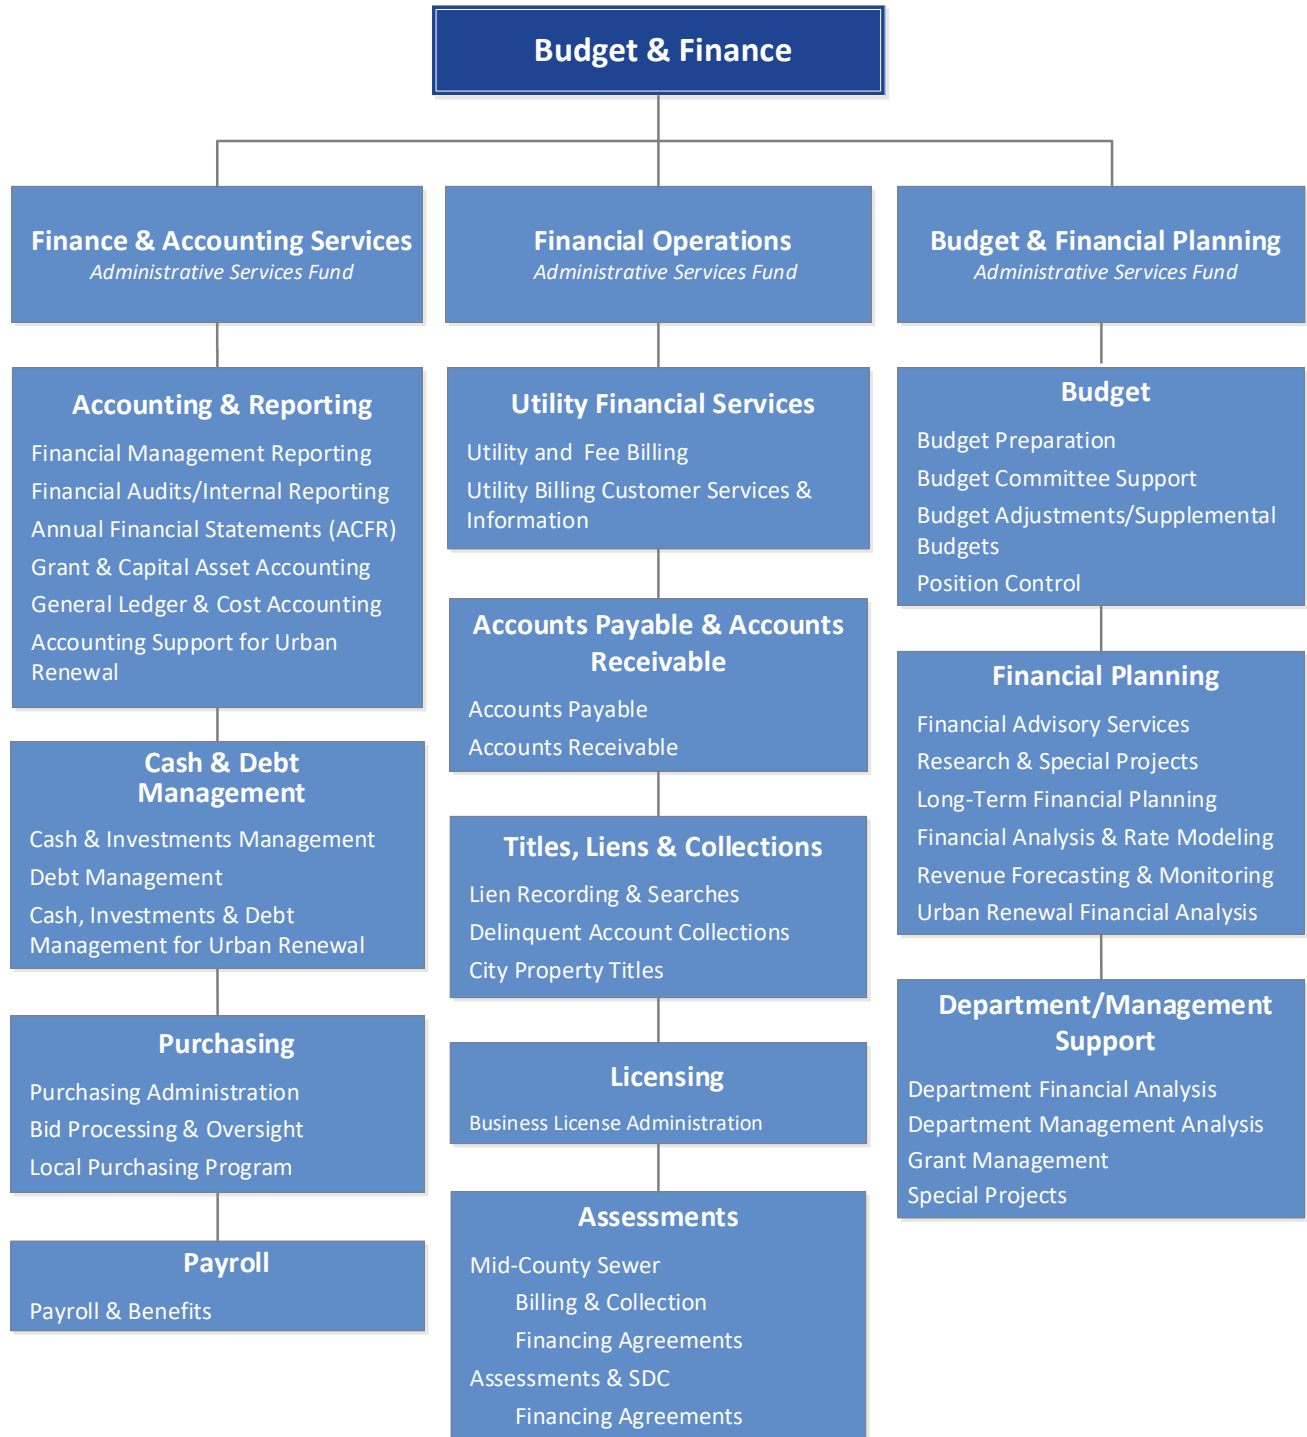 Budget & Finance
Finance & Accounting Services
Administrative Services Fund
Accounting & Reporting
Financial Management Reporting
Financial Audits/Internal Reporting
Annual Financial Statements (ACFR)
Grant & Capital Asset Accounting
General Ledger & Cost Accounting
Accounting Support for Urban
Renewal
Cash & Debt
Management
Cash & Investments Management
Debt Management
Cash, Investments & Debt
Management for Urban Renewal
Purchasing
Purchasing Administration
Bid Processing & Oversight
Local Purchasing Program
Payroll
Payroll & Benefits
Financial Operations
Administrative Services Fund
Utility Financial Services
Utility and Fee Billing
Utility Billing Customer Services &
Information
Accounts Payable & Accounts
Receivable
Accounts Payable
Accounts Receivable
Titles, Liens & Collections
Lien Recording & Searches
Delinquent Account Collections
City Property Titles
Licensing
Business License Administration
Assessments
Mid-County Sewer
Billing & Collection
Financing Agreements
Assessments & SDC
Financing Agreements
Budget & Financial Planning
Administrative Services Fund
Budget
Budget Preparation
Budget Committee Support
Budget Adjustments/Supplemental
Budgets
Position Control
Financial Planning
Financial Advisory Services
Research & Special Projects
Long-Term Financial Planning
Financial Analysis & Rate Modeling
Revenue Forecasting & Monitoring
Urban Renewal Financial Analysis
Department/Management
Support
Department Financial Analysis
Department Management Analysis
Grant Management
Special Projects